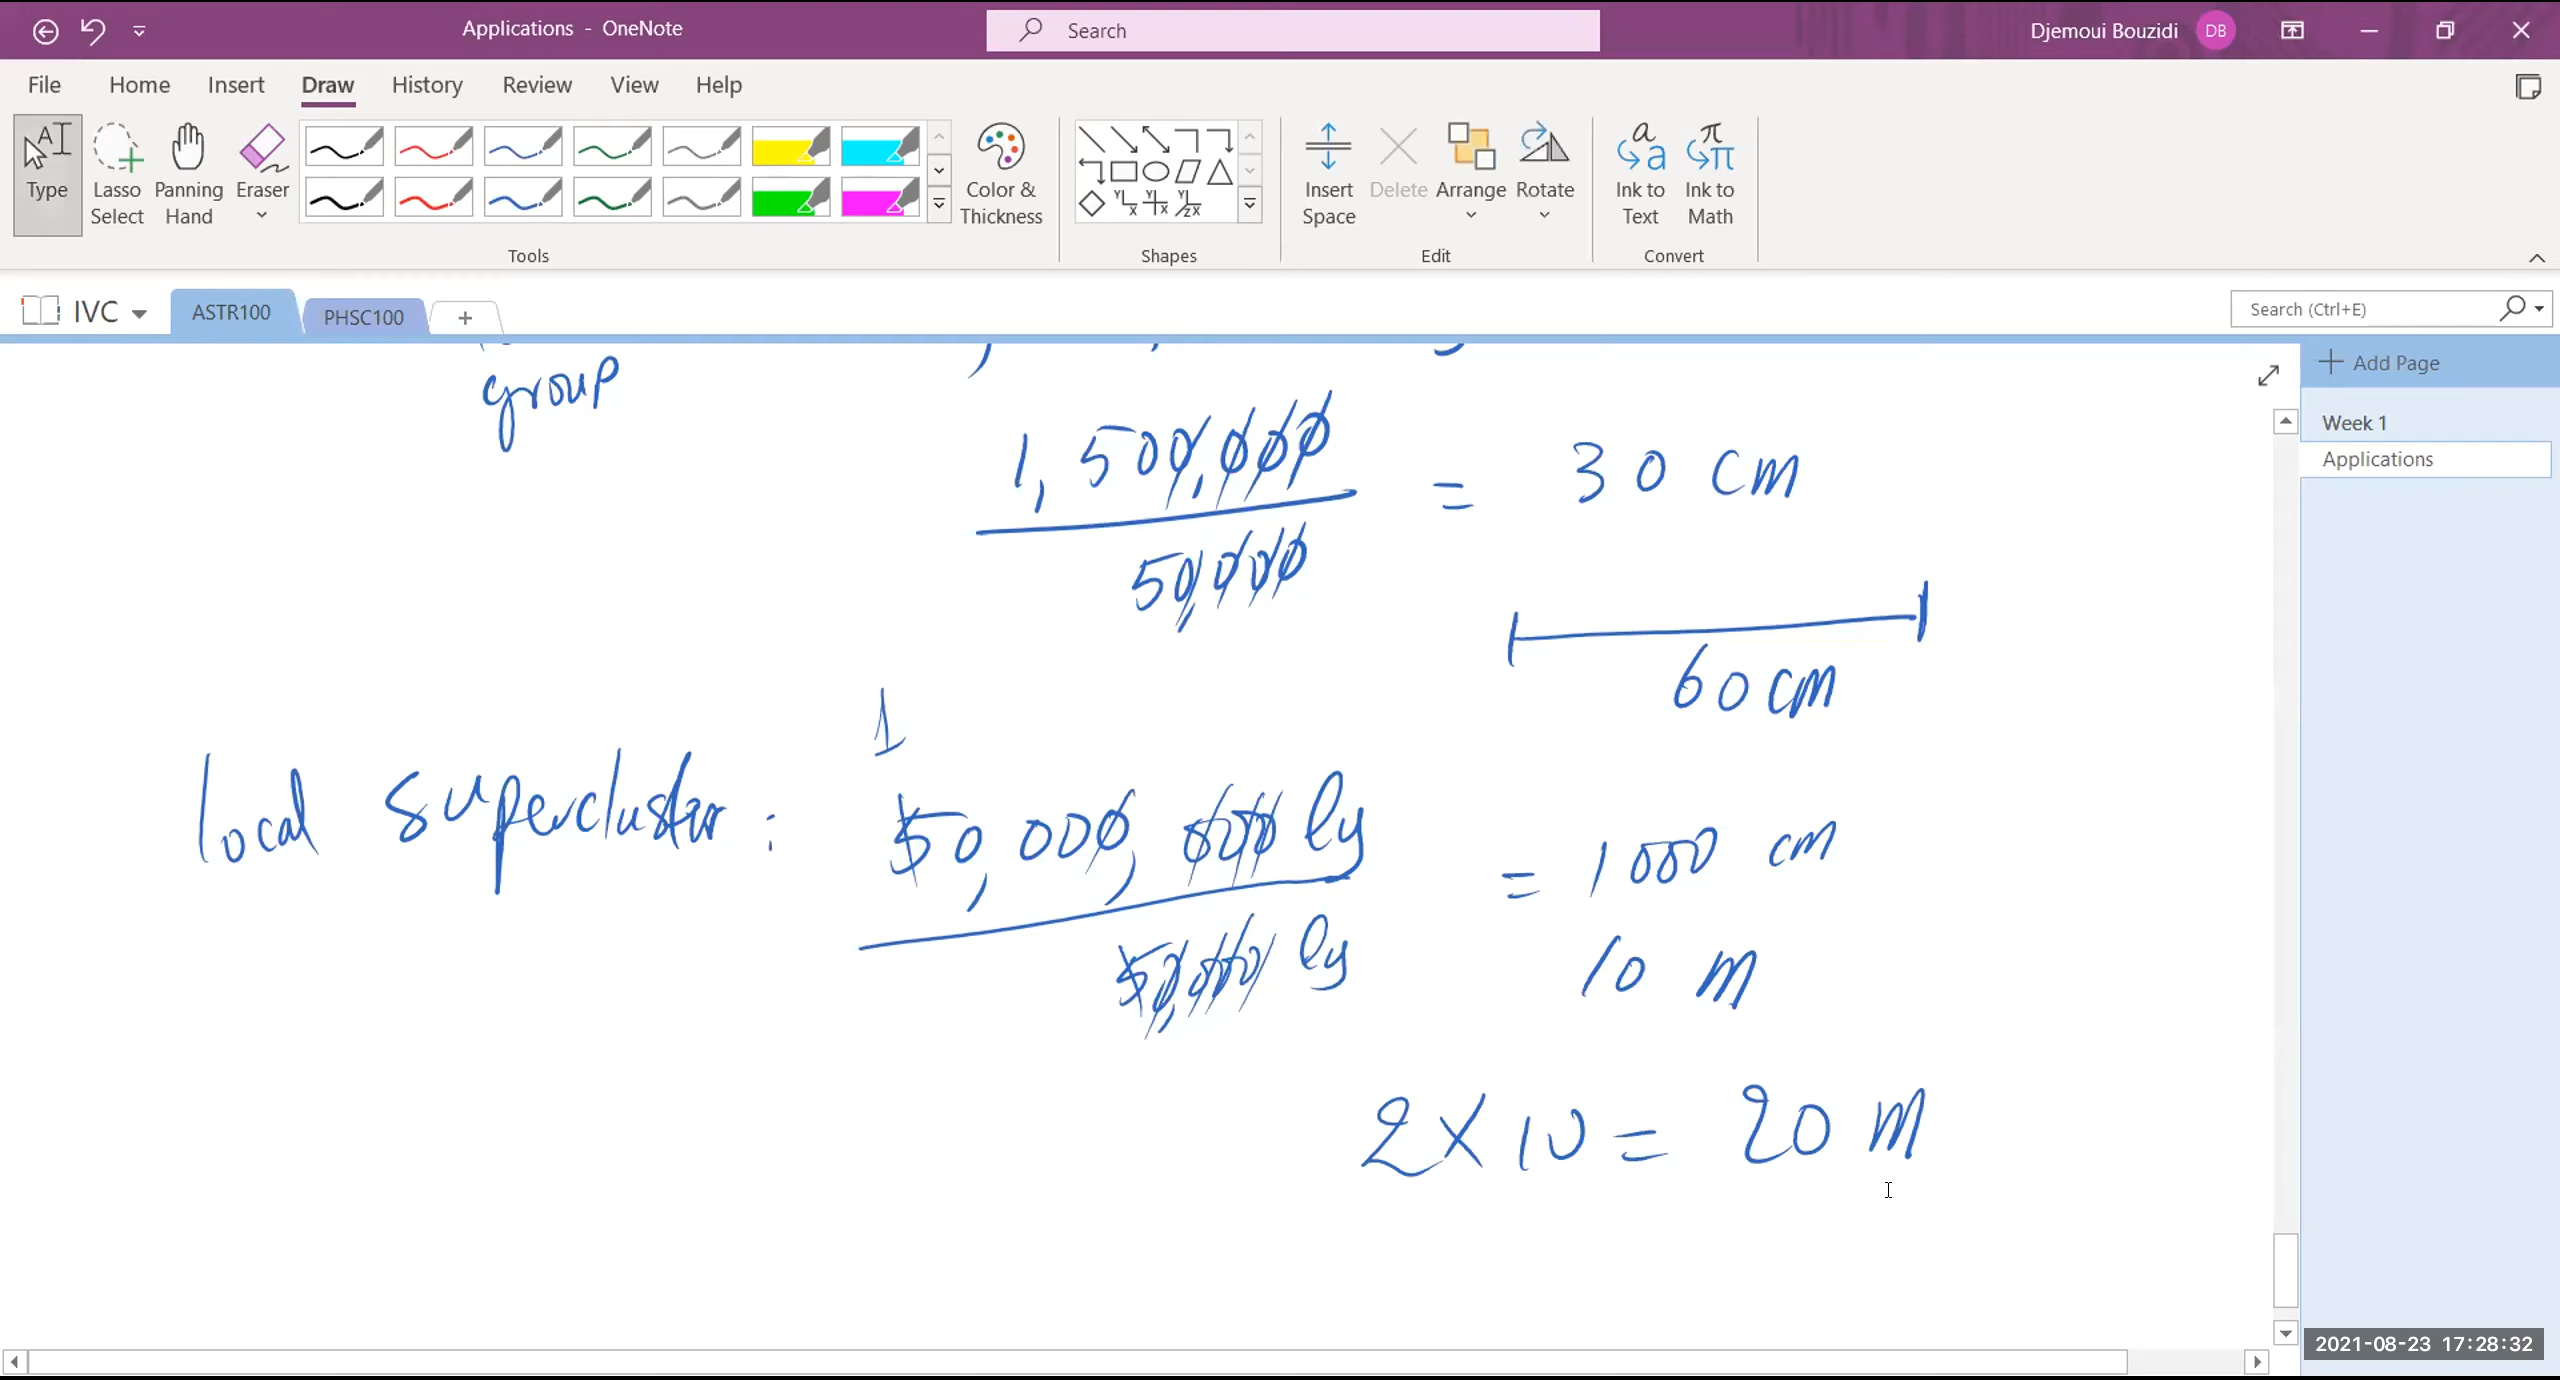 Applications - OneNote
Search
Djemoui Bouzidi DB
File Home Insert Draw History Review View Help
Type
Lasso Select
Panning Hand
Eraser
Color & Thickness
Insert Space
Delete
Arrange
Rotate
Ink to Text
Ink to Math
Tools
Shapes
Edit
Convert
IVC
ASTR100
PHSC100
+
Search (Ctrl+E)
Add Page
Week 1
Applications
group
1,500,000
50,000
= 30 cm
60 cm
1
local supercluster : 50,000,000 ly
50,000 ly
= 1000 cm
10 m
2 X 10 = 20 m
2021-08-23 17:28:32